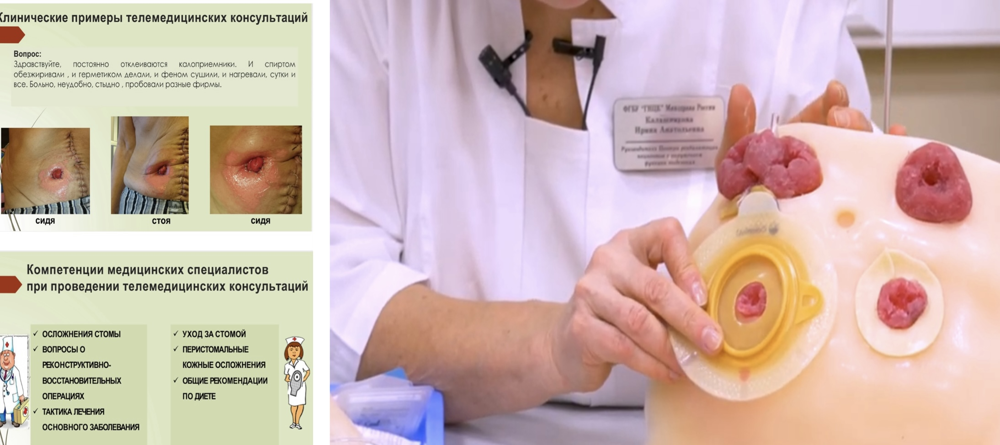 Клинические примеры телемедицинских консультаций
Вопрос:
Здравствуйте, постоянно отклеиваются калоприемники. И спиртом
обезжиривали , и герметиком делали, и феном сушили, и нагревали, сутки и
все. Больно, неудобно, стыдно , пробовали разные фирмы.
сидя
стоя
сидя
Компетенции медицинских специалистов
при проведении телемедицинских консультаций
✓ ОСЛОЖНЕНИЯ СТОМЫ
✓ ВОПРОСЫ О
РЕКОНСТРУКТИВНО-
ВОССТАНОВИТЕЛЬНЫХ
ОПЕРАЦИЯХ
✓ ТАКТИКА ЛЕЧЕНИЯ
ОСНОВНОГО ЗАБОЛЕВАНИЯ
✓ УХОД ЗА СТОМОЙ
✓ ПЕРИСТОМАЛЬНЫЕ
КОЖНЫЕ ОСЛОЖНЕНИЯ
✓ ОБЩИЕ РЕКОМЕНДАЦИИ
ПО ДИЕТЕ
ФГБУ "ГНЦК" Минздрава России
Калашникова
Ирина Анатольевна